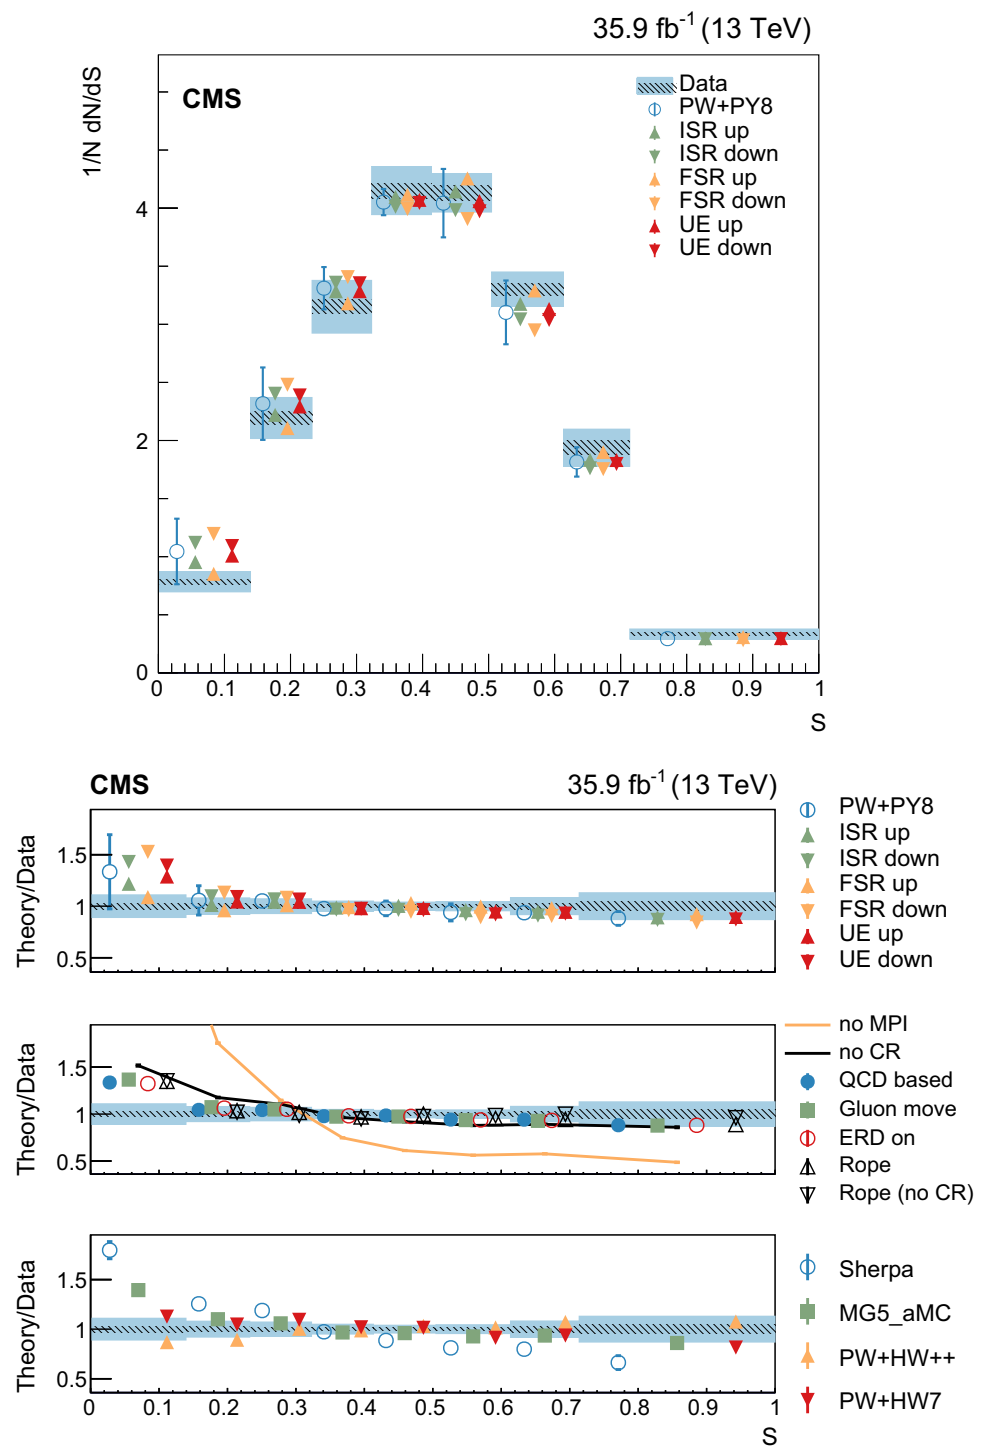 35.9 fb⁻¹ (13 TeV)
1/N dN/dS
CMS
Data
PW+PY8
ISR up
ISR down
FSR up
FSR down
UE up
UE down
4
2
0
0 0.1 0.2 0.3 0.4 0.5 0.6 0.7 0.8 0.9 1
S
CMS 35.9 fb⁻¹ (13 TeV)
Theory/Data
1.5
1
0.5
PW+PY8
ISR up
ISR down
FSR up
FSR down
UE up
UE down
Theory/Data
1.5
1
0.5
no MPI
no CR
QCD based
Gluon move
ERD on
Rope
Rope (no CR)
Theory/Data
1.5
1
0.5
Sherpa
MG5_aMC
PW+HW++
PW+HW7
0 0.1 0.2 0.3 0.4 0.5 0.6 0.7 0.8 0.9 1
S